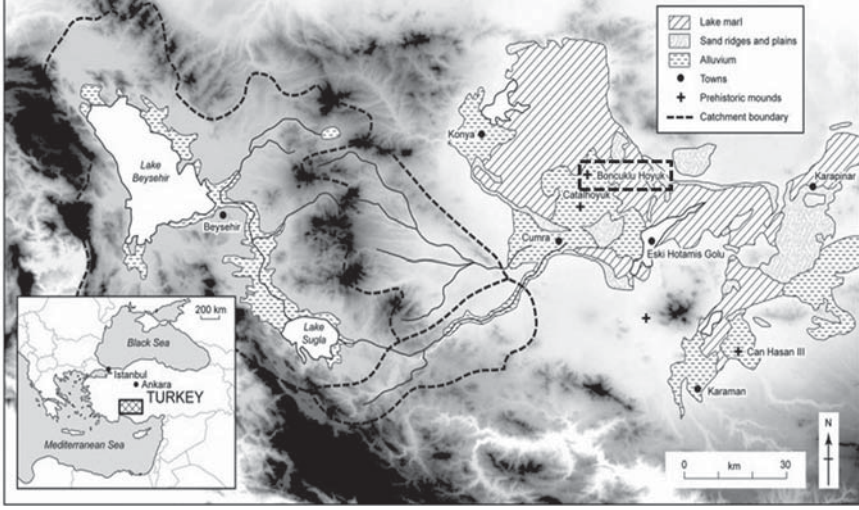 Lake marl
Sand ridges and plains
Alluvium
Towns
Prehistoric mounds
Catchment boundary
Konya
Lake
Beysehir
Boncuklu Hoyuk
Karapinar
Catalhoyuk
Beysehir
Cumra
Eski Hotamis Golu
Lake
Sugla
Can Hasan III
Karaman
200 km
Black Sea
Istanbul
Ankara
TURKEY
Mediterranean Sea
N
0 km 30